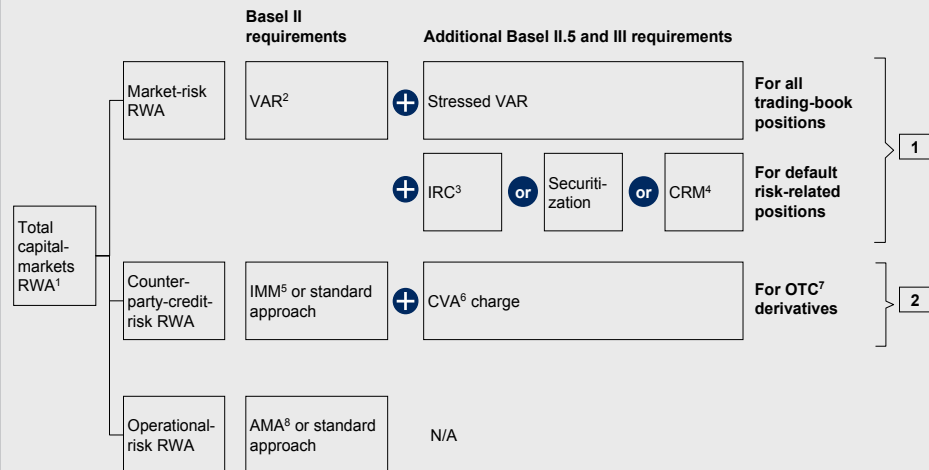 Basel II
requirements
Additional Basel II.5 and III requirements
Market-risk
RWA
VAR²
+
Stressed VAR
For all
trading-book
positions
1
+
IRC³
or
Securiti-
zation
or
CRM⁴
For default
risk-related
positions
Total
capital-
markets
RWA¹
Counter-
party-credit-
risk RWA
IMM⁵ or standard
approach
+
CVA⁶ charge
For OTC⁷
derivatives
2
Operational-
risk RWA
AMA⁸ or standard
approach
N/A